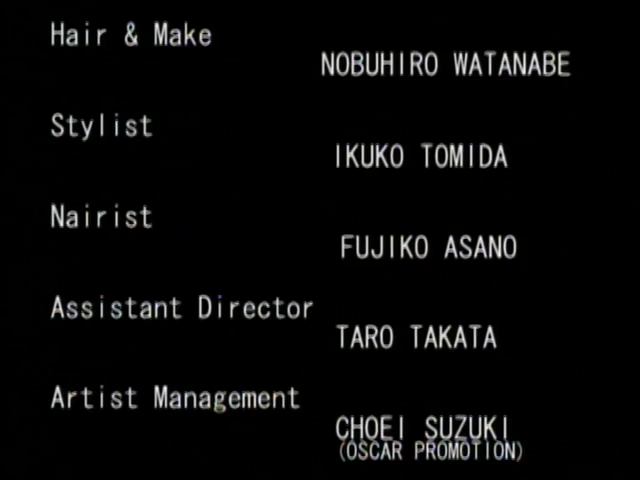 Hair & Make
NOBUHIRO WATANABE
Stylist
IKUKO TOMIDA
Nairist
FUJIKO ASANO
Assistant Director
TARO TAKATA
Artist Management
CHOEI SUZUKI
(OSCAR PROMOTION)